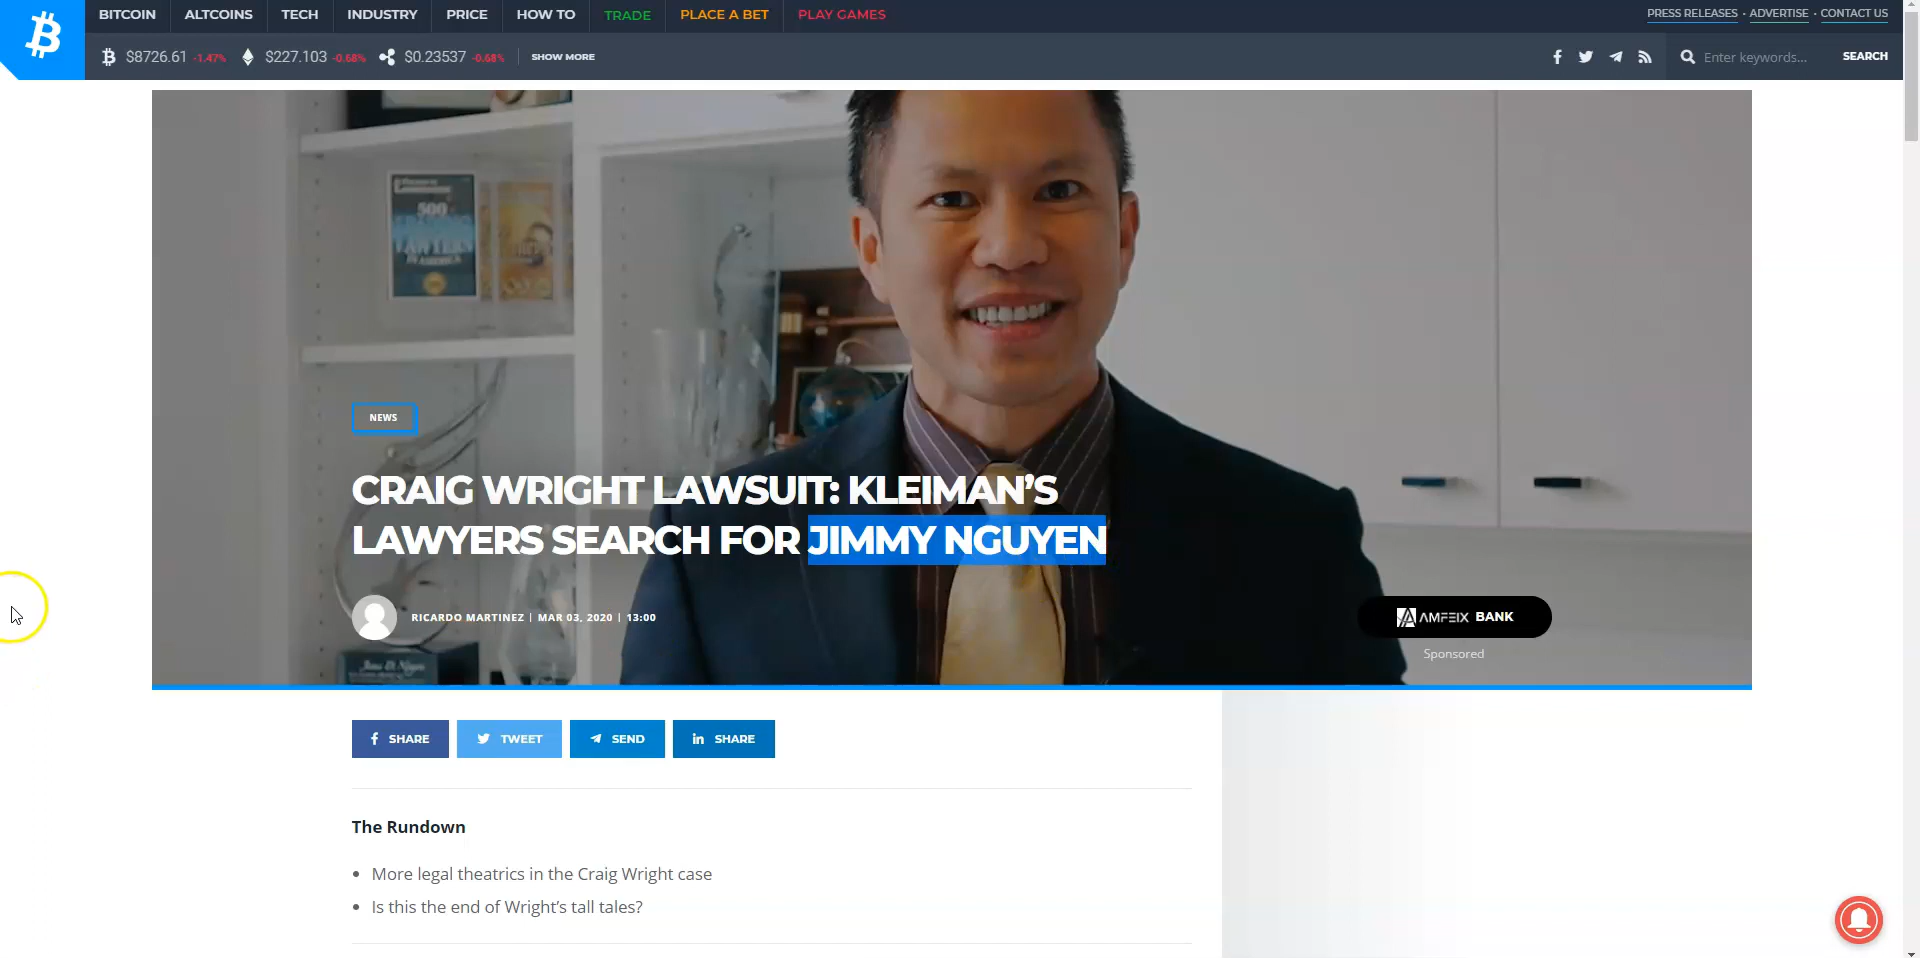 BITCOIN ALTCOINS TECH INDUSTRY PRICE HOW TO TRADE PLACE A BET PLAY GAMES PRESS RELEASES • ADVERTISE • CONTACT US
$8726.61 -1.47% $227.103 -0.68% $0.23537 -0.68% SHOW MORE Enter keywords... SEARCH
500
LAWYERS
IN AMERICA
NEWS
CRAIG WRIGHT LAWSUIT: KLEIMAN’S
LAWYERS SEARCH FOR JIMMY NGUYEN
RICARDO MARTINEZ | MAR 03, 2020 | 13:00
AMFEIX BANK
Sponsored
SHARE TWEET SEND SHARE
The Rundown
• More legal theatrics in the Craig Wright case
• Is this the end of Wright’s tall tales?